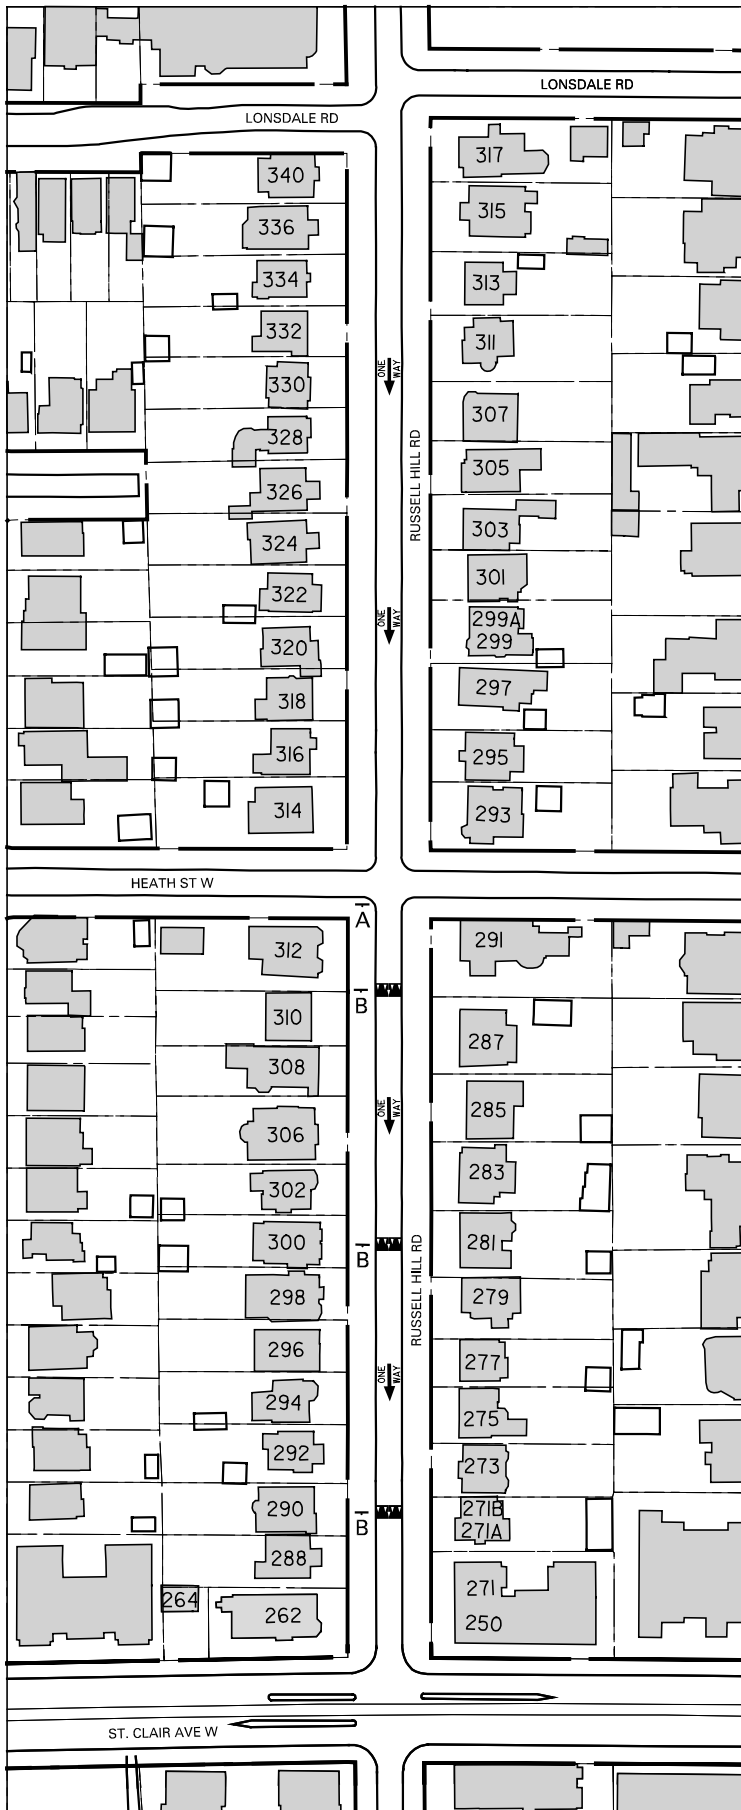 LONSDALE RD
LONSDALE RD
317
340
315
336
334
313
332
311
ONE WAY
330
307
328
RUSSELL HILL RD
305
326
303
324
301
322
299A
ONE WAY
299
320
297
318
316
295
314
293
HEATH ST W
A
312
291
B
310
287
308
285
ONE WAY
306
283
302
300
281
B
RUSSELL HILL RD
298
279
296
277
ONE WAY
294
275
292
273
290
271B
B
271A
288
271
264
262
250
ST. CLAIR AVE W